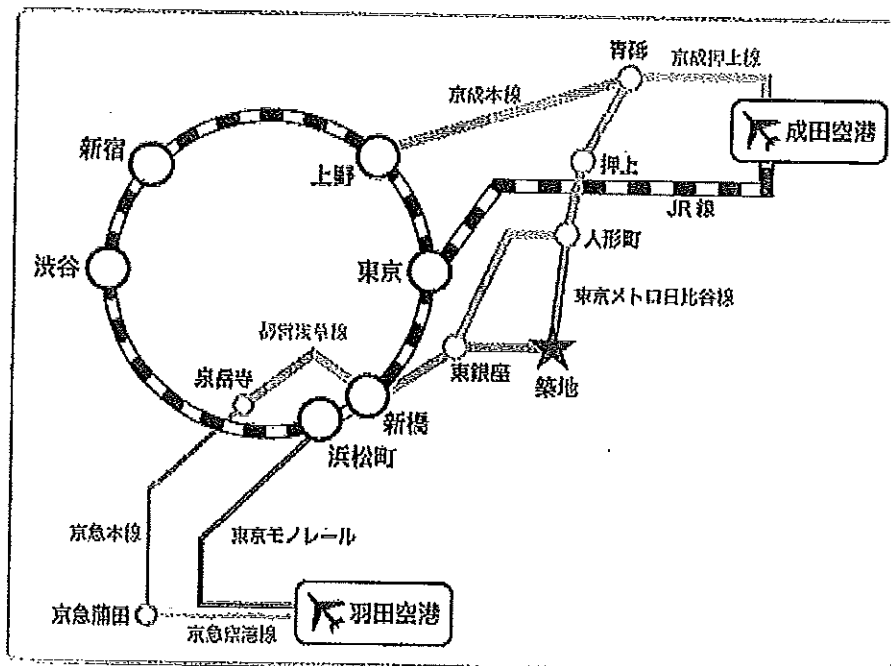 青砥
京成押上線
京成本線
成田空港
新宿
上野
押上
JR線
渋谷
東京
人形町
東京メトロ日比谷線
都営浅草線
泉岳寺
東銀座
築地
新橋
浜松町
京急本線
東京モノレール
京急蒲田
京急空港線
羽田空港